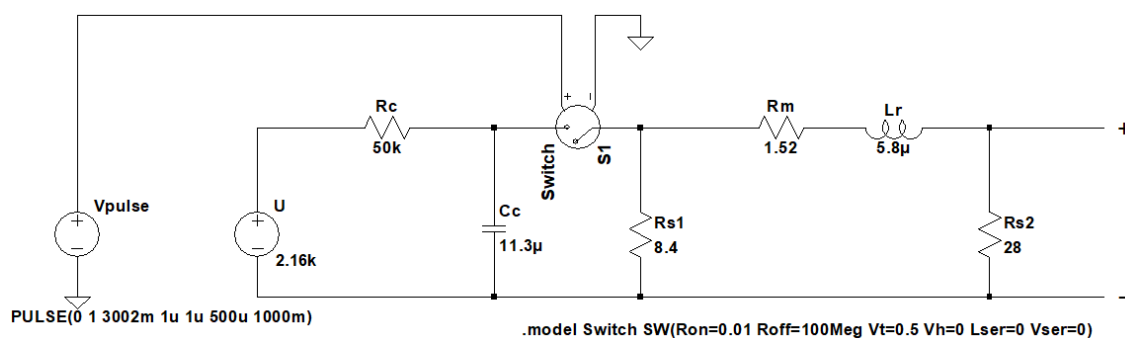 + −
Rc
Rm
Lr
50k
Switch
S1
1.52
5.8µ
+
Vpulse
U
Cc
Rs1
Rs2
+
−
+
−
2.16k
11.3µ
8.4
28
−
PULSE(0 1 3002m 1u 1u 500u 1000m)
.model Switch SW(Ron=0.01 Roff=100Meg Vt=0.5 Vh=0 Lser=0 Vser=0)